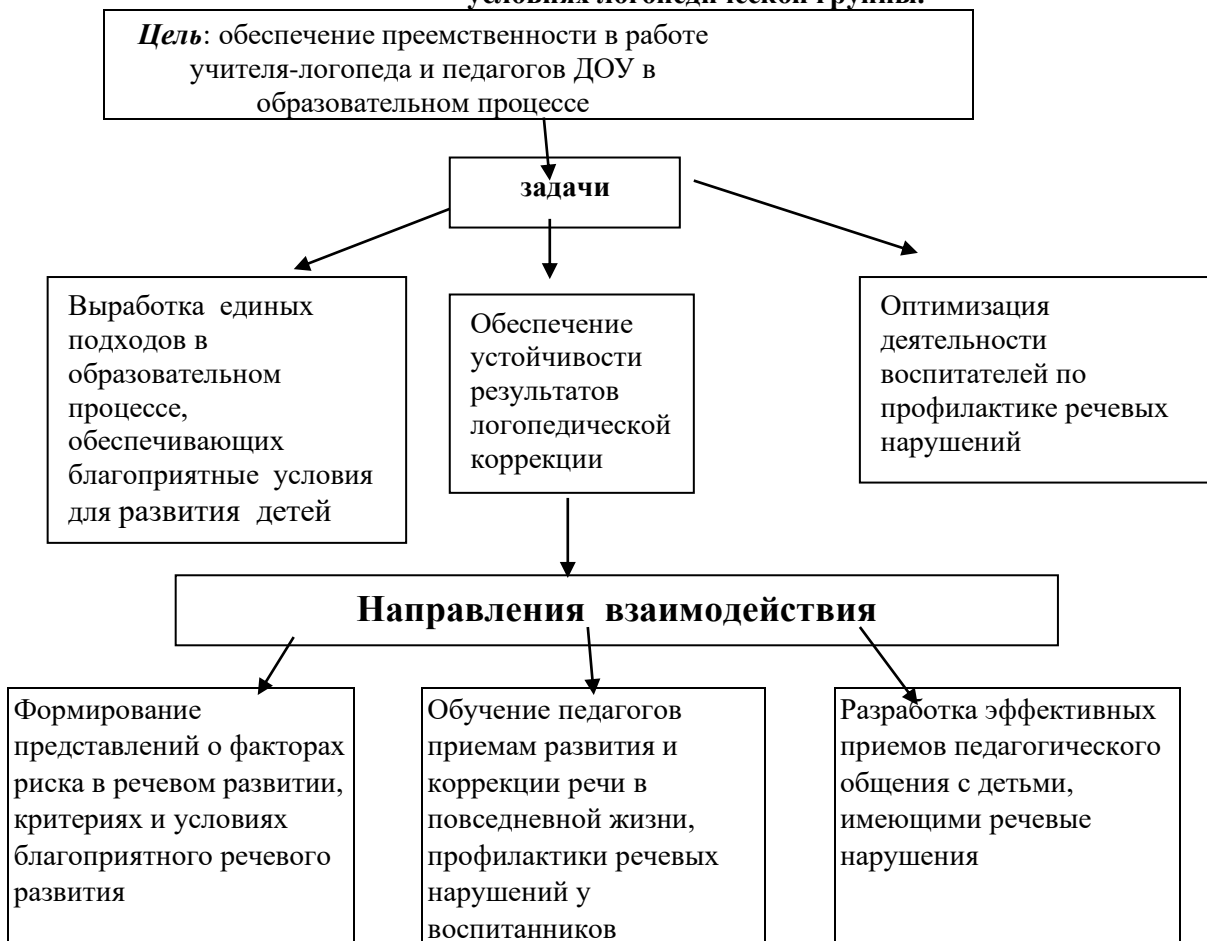 условиях логопедической группы.
Цель: обеспечение преемственности в работе
учителя-логопеда и педагогов ДОУ в
образовательном процессе
задачи
Выработка единых
подходов в
образовательном
процессе,
обеспечивающих
благоприятные условия
для развития детей
Обеспечение
устойчивости
результатов
логопедической
коррекции
Оптимизация
деятельности
воспитателей по
профилактике речевых
нарушений
Направления взаимодействия
Формирование
представлений о факторах
риска в речевом развитии,
критериях и условиях
благоприятного речевого
развития
Обучение педагогов
приемам развития и
коррекции речи в
повседневной жизни,
профилактики речевых
нарушений у
воспитанников
Разработка эффективных
приемов педагогического
общения с детьми,
имеющими речевые
нарушения